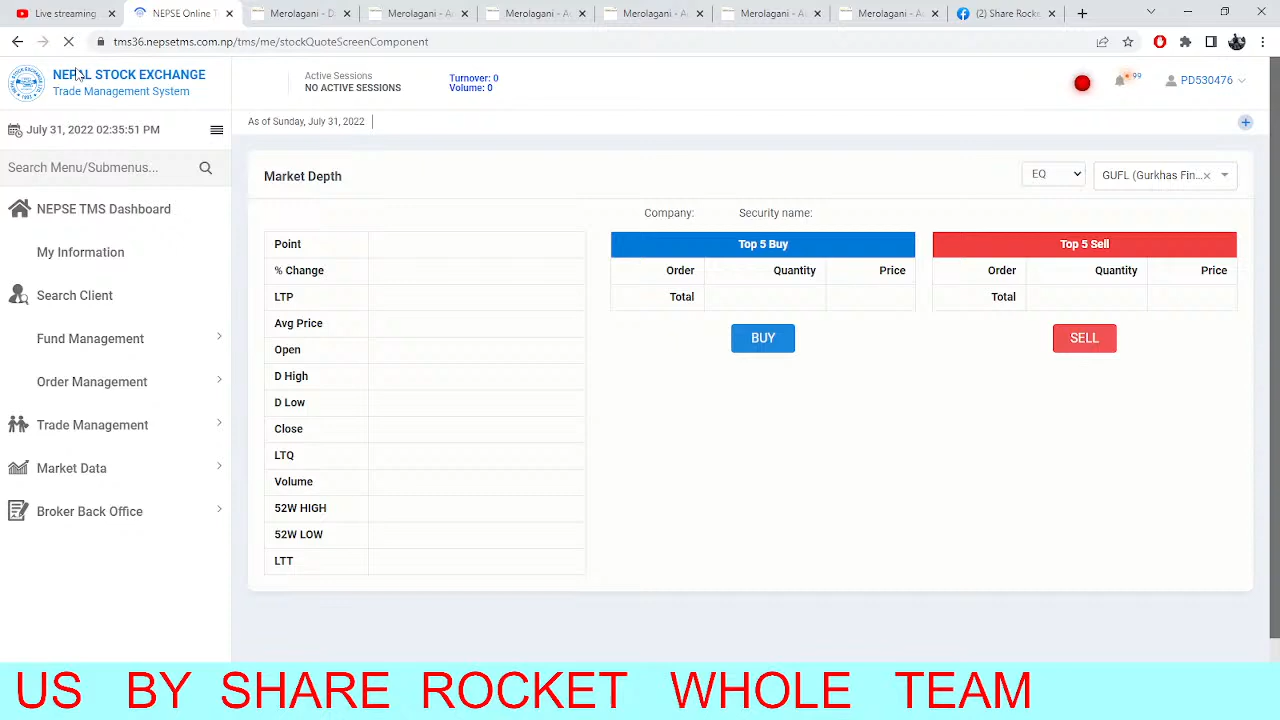 Live streaming
NEPSE Online T
Merolagani - D
Merolagani - A
Merolagani - A
Merolagani - A
Merolagani - A
Merolagani - A
(2) Share Rocke
tms36.nepsetms.com.np/tms/me/stockQuoteScreenComponent
NEPAL STOCK EXCHANGE
Trade Management System
Active Sessions
NO ACTIVE SESSIONS
Turnover: 0
Volume: 0
99
PD530476
July 31, 2022 02:35:51 PM
As of Sunday, July 31, 2022
Search Menu/Submenus...
NEPSE TMS Dashboard
My Information
Search Client
Fund Management
Order Management
Trade Management
Market Data
Broker Back Office
Market Depth
EQ
GUFL (Gurkhas Fin...
Company:
Security name:
Point
% Change
LTP
Avg Price
Open
D High
D Low
Close
LTQ
Volume
52W HIGH
52W LOW
LTT
Top 5 Buy
Order Quantity Price
Total
BUY
Top 5 Sell
Order Quantity Price
Total
SELL
US BY SHARE ROCKET WHOLE TEAM